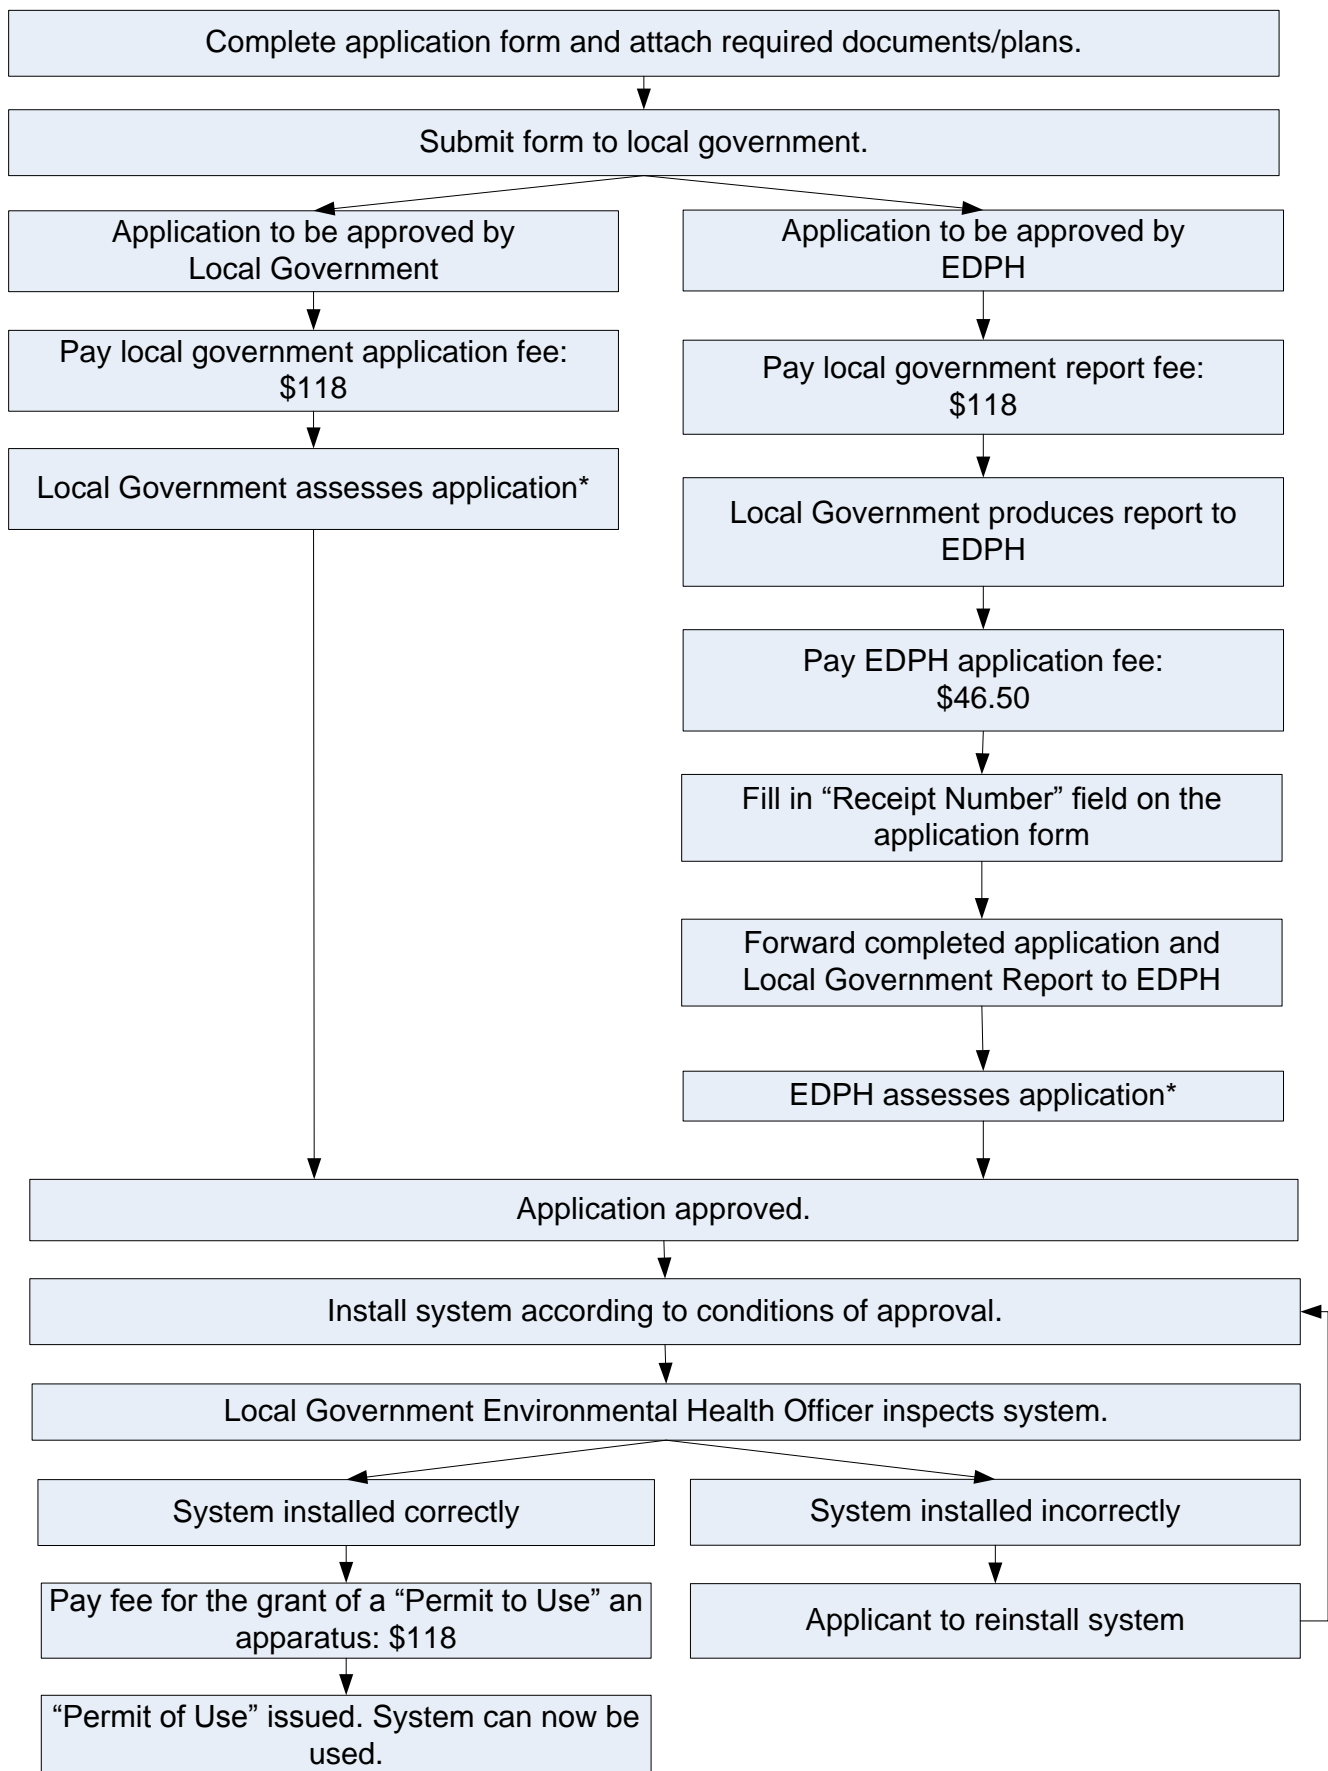 Complete application form and attach required documents/plans.
Submit form to local government.
Application to be approved by
Local Government
Pay local government application fee:
$118
Local Government assesses application*
Application to be approved by
EDPH
Pay local government report fee:
$118
Local Government produces report to
EDPH
Pay EDPH application fee:
$46.50
Fill in “Receipt Number” field on the
application form
Forward completed application and
Local Government Report to EDPH
EDPH assesses application*
Application approved.
Install system according to conditions of approval.
Local Government Environmental Health Officer inspects system.
System installed correctly
Pay fee for the grant of a “Permit to Use” an
apparatus: $118
“Permit of Use” issued. System can now be
used.
System installed incorrectly
Applicant to reinstall system